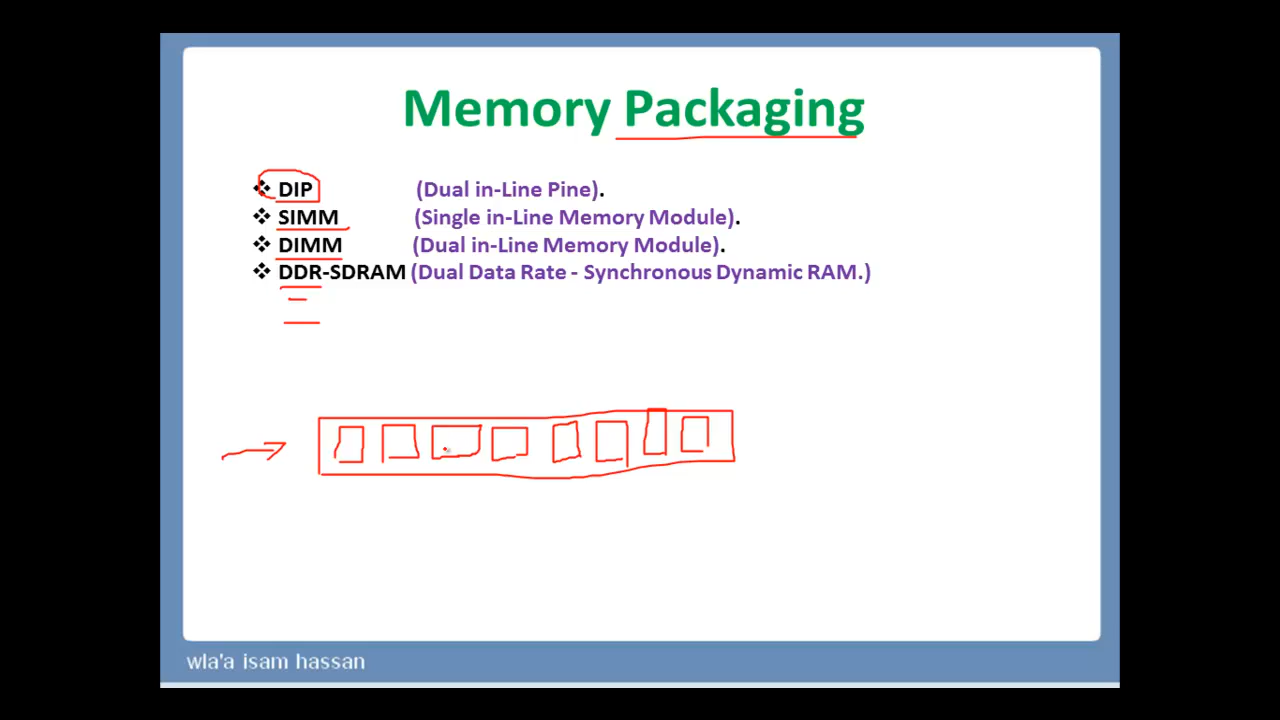 Memory Packaging
❖ DIP (Dual in-Line Pine).
❖ SIMM (Single in-Line Memory Module).
❖ DIMM (Dual in-Line Memory Module).
❖ DDR-SDRAM (Dual Data Rate - Synchronous Dynamic RAM.)
wla'a isam hassan